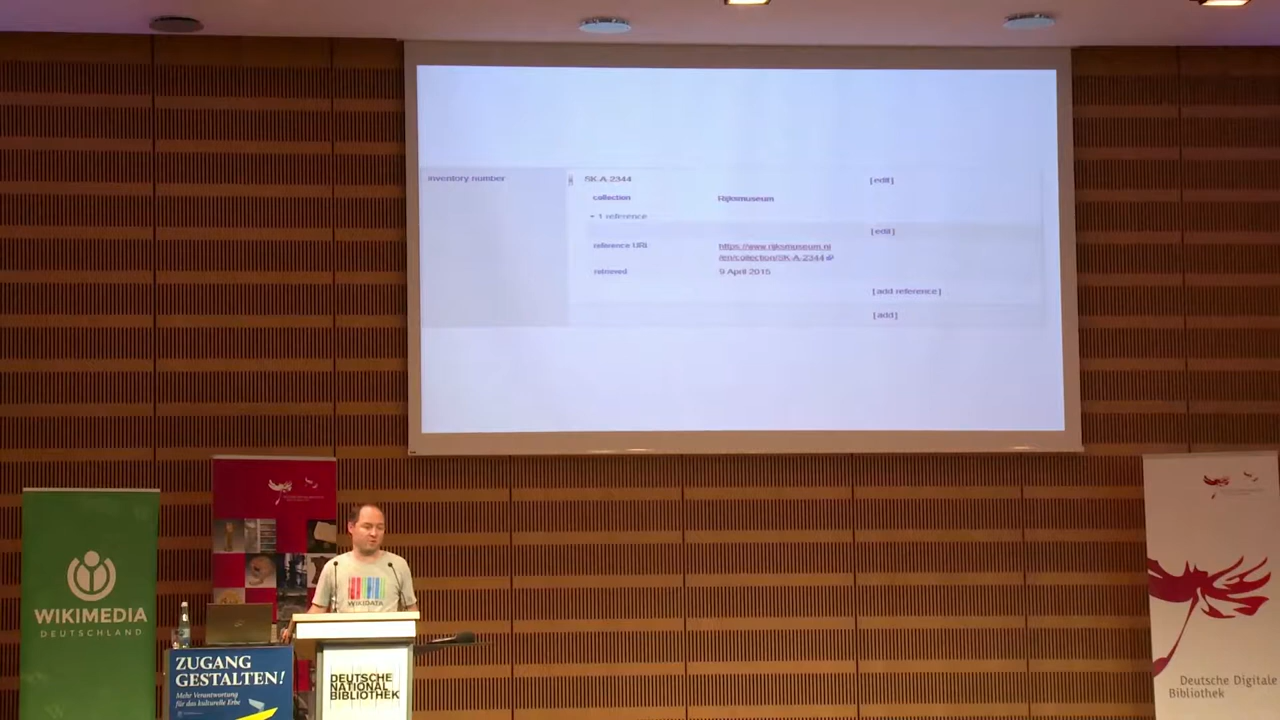 inventory number
SK.A.2344
[edit]
collection
Rijksmuseum
1 reference
[edit]
reference URL
https://www.rijksmuseum.nl
/en/collection/SK-A-2344
retrieved
9 April 2015
[add reference]
[add]
WIKIMEDIA
DEUTSCHLAND
WIKIDATA
ZUGANG
GESTALTEN!
Mehr Verantwortung
für das kulturelle Erbe
DEUTSCHE
NATIONAL
BIBLIOTHEK
Deutsche Digitale
Bibliothek